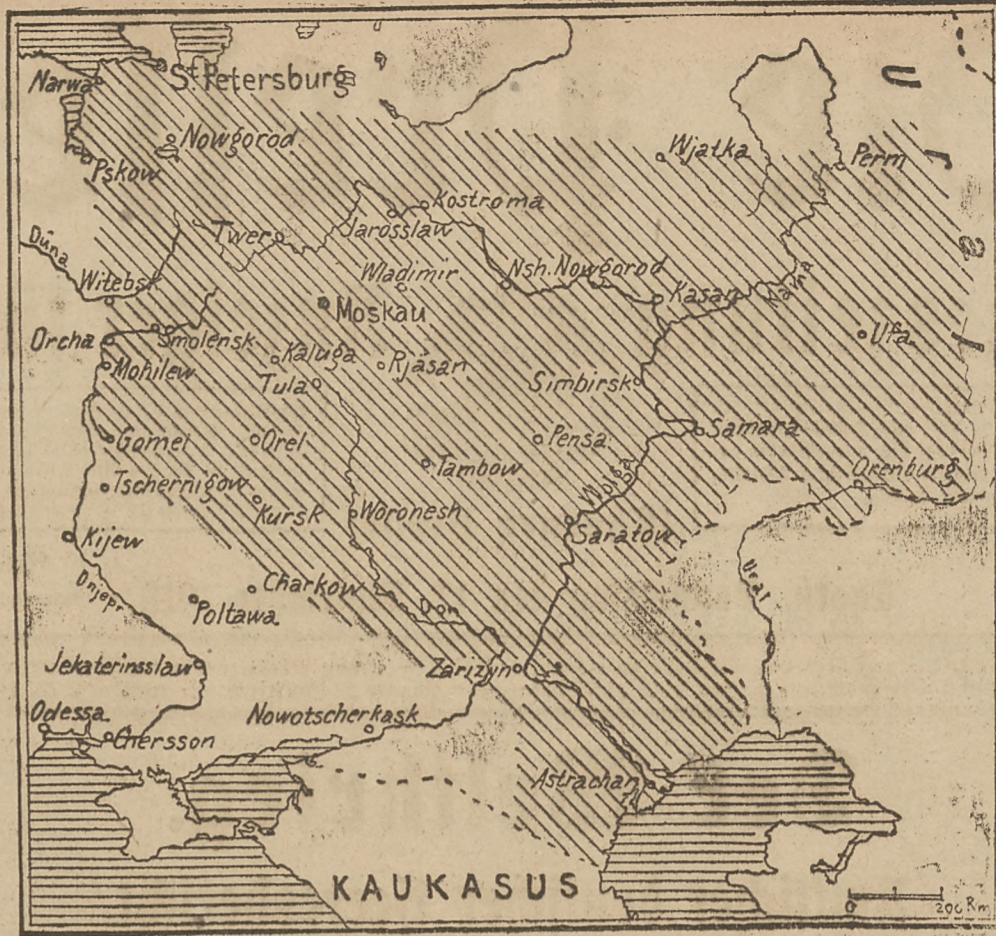 Narwa
St. Petersburg
U
Nowgorod
Wjatka
Perm
Pskow
r
Kostroma
Twer
Jarosslaw
Düna
a
Wladimir
Nsh. Nowgorod
Witebsk
Kasan
Kama
Moskau
Orcha
Smolensk
Ufa
l
Kaluga
Rjäsan
Mohilew
Tula
Simbirsk
Gomel
Orel
Pensa
Samara
Tambow
Orenburg
Tschernigow
Wolga
Kursk
Woronesh
Saratow
Kijew
Ural
Dnjepr
Charkow
Don
Poltawa
Jekaterinsslaw
Zarizyn
Odessa
Nowotscherkask
Chersson
Astrachan
KAUKASUS
0
200 Km